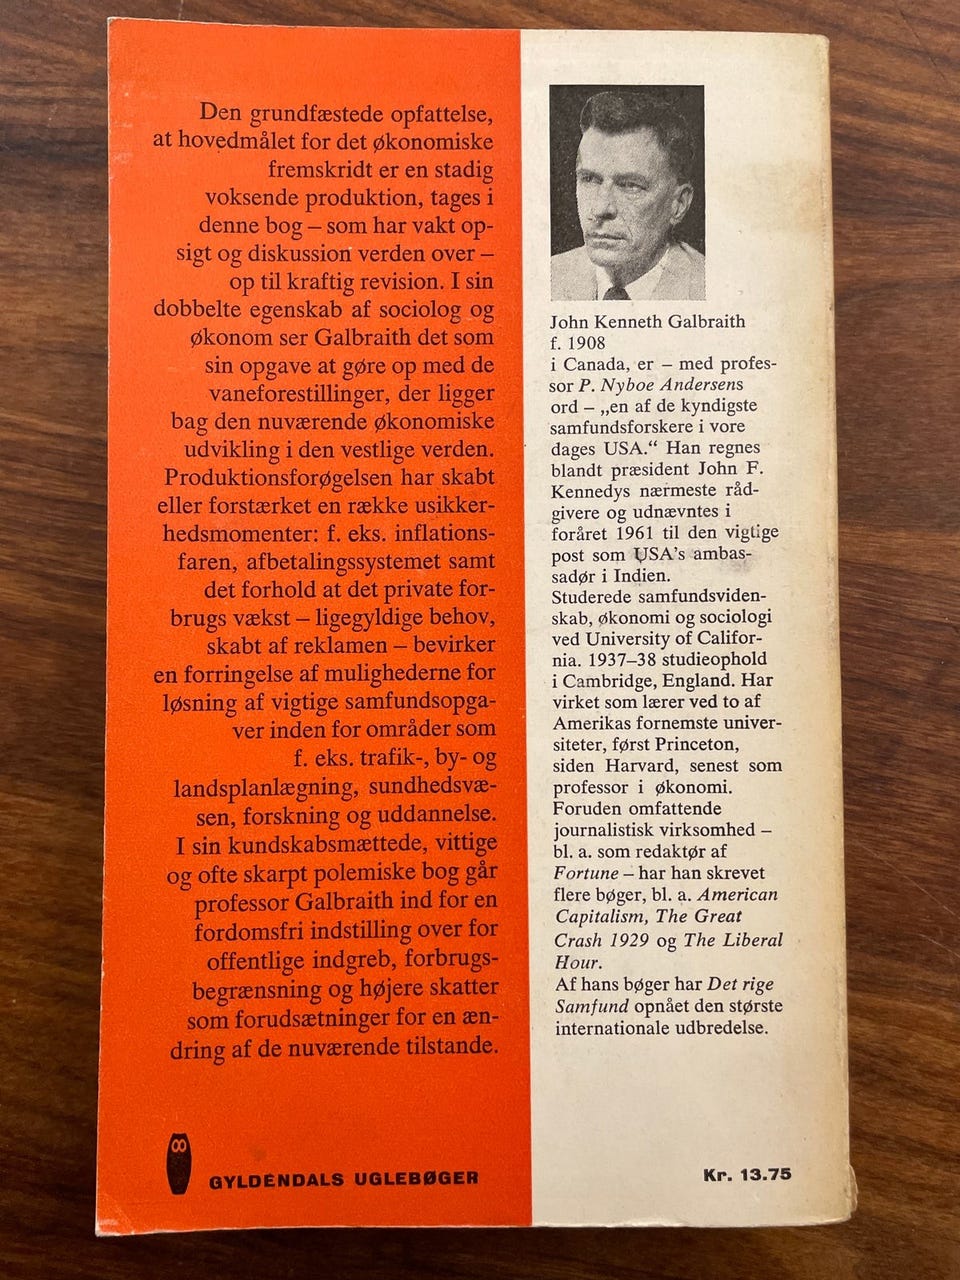 Den grundfæstede opfattelse,
at hovedmålet for det økonomiske
fremskridt er en stadig
voksende produktion, tages i
denne bog – som har vakt op-
sigt og diskussion verden over –
op til kraftig revision. I sin
dobbelte egenskab af sociolog og
økonom ser Galbraith det som
sin opgave at gøre op med de
vaneforestillinger, der ligger
bag den nuværende økonomiske
udvikling i den vestlige verden.
Produktionsforøgelsen har skabt
eller forstærket en række usikker-
hedsmomenter: f. eks. inflations-
faren, afbetalingssystemet samt
det forhold at det private for-
brugs vækst – ligegyldige behov,
skabt af reklamen – bevirker
en forringelse af mulighederne for
løsning af vigtige samfundsopga-
ver inden for områder som
f. eks. trafik-, by- og
landsplanlægning, sundhedsvæ-
sen, forskning og uddannelse.
I sin kundskabsmættede, vittige
og ofte skarpt polemiske bog går
professor Galbraith ind for en
fordomsfri indstilling over for
offentlige indgreb, forbrugs-
begrænsning og højere skatter
som forudsætninger for en æn-
dring af de nuværende tilstande.
GYLDENDALS UGLEBØGER
John Kenneth Galbraith
f. 1908
i Canada, er – med profes-
sor P. Nyboe Andersens
ord – „en af de kyndigste
samfundsforskere i vore
dages USA.“ Han regnes
blandt præsident John F.
Kennedys nærmeste råd-
givere og udnævntes i
foråret 1961 til den vigtige
post som USA's ambas-
sadør i Indien.
Studerede samfundsviden-
skab, økonomi og sociologi
ved University of Califor-
nia. 1937–38 studieophold
i Cambridge, England. Har
virket som lærer ved to af
Amerikas fornemste univer-
siteter, først Princeton,
siden Harvard, senest som
professor i økonomi.
Foruden omfattende
journalistisk virksomhed –
bl. a. som redaktør af
Fortune – har han skrevet
flere bøger, bl. a. American
Capitalism, The Great
Crash 1929 og The Liberal
Hour.
Af hans bøger har Det rige
Samfund opnået den største
internationale udbredelse.
Kr. 13.75